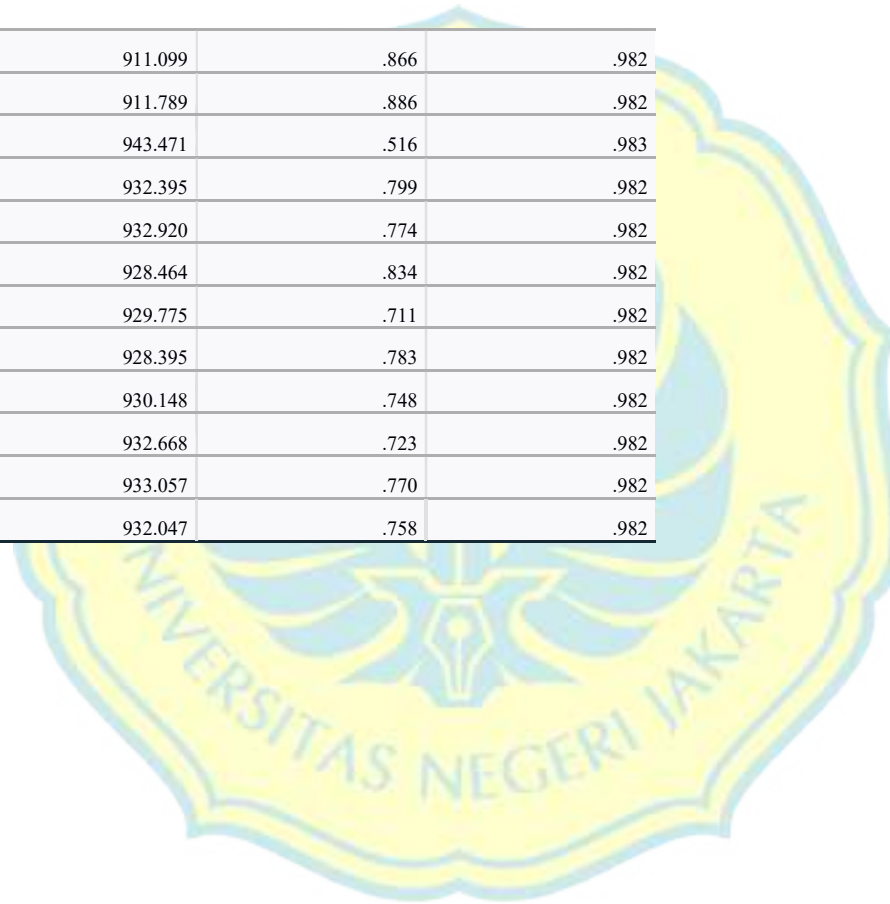 911.099 .866 .982
911.789 .886 .982
943.471 .516 .983
932.395 .799 .982
932.920 .774 .982
928.464 .834 .982
929.775 .711 .982
928.395 .783 .982
930.148 .748 .982
932.668 .723 .982
933.057 .770 .982
932.047 .758 .982
NIVERSITAS NEGERI JAKARTA